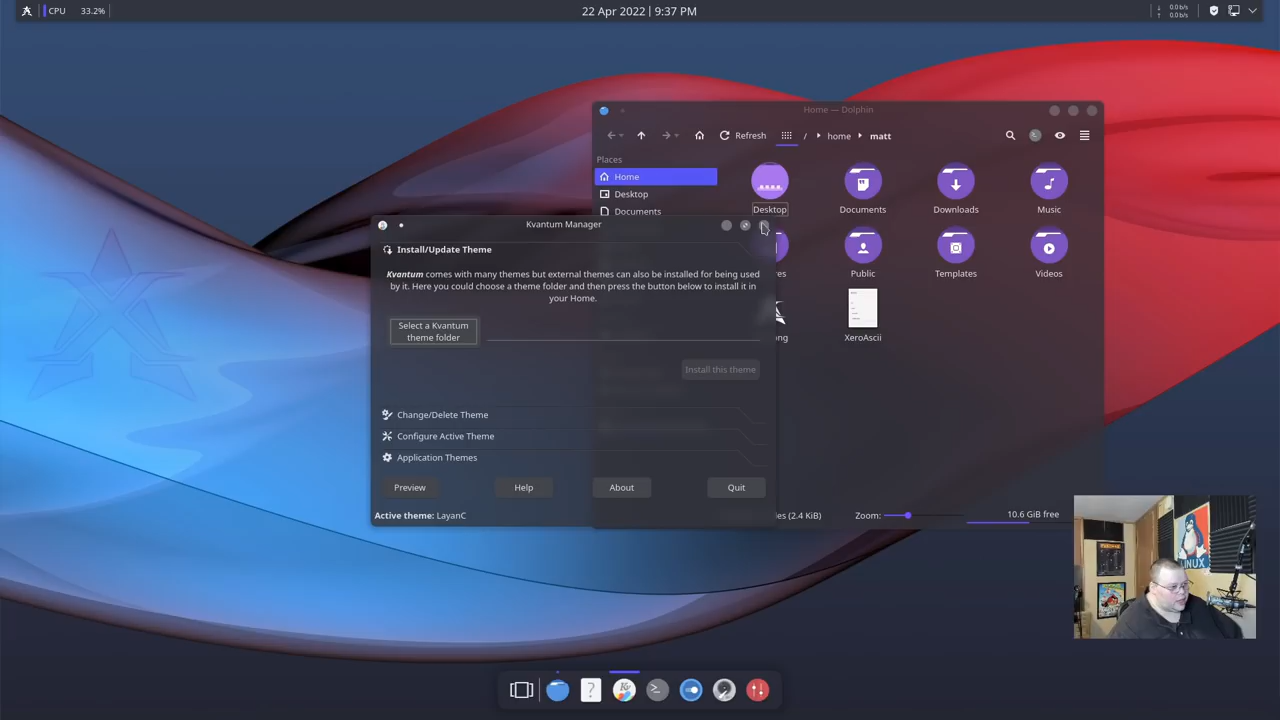 CPU 33.2%
22 Apr 2022 | 9:37 PM
0.0 b/s
0.0 b/s
Home — Dolphin
Refresh
/ home matt
Places
Home
Desktop
Documents
Desktop
Documents
Downloads
Music
Public
Templates
Videos
XeroAscii
Kvantum Manager
Install/Update Theme
Kvantum comes with many themes but external themes can also be installed for being used
by it. Here you could choose a theme folder and then press the button below to install it in
your Home.
Select a Kvantum
theme folder
Install this theme
Change/Delete Theme
Configure Active Theme
Application Themes
Preview
Help
About
Quit
Active theme: LayanC
(2.4 KiB)
Zoom:
10.6 GiB free
LINUX
Kv